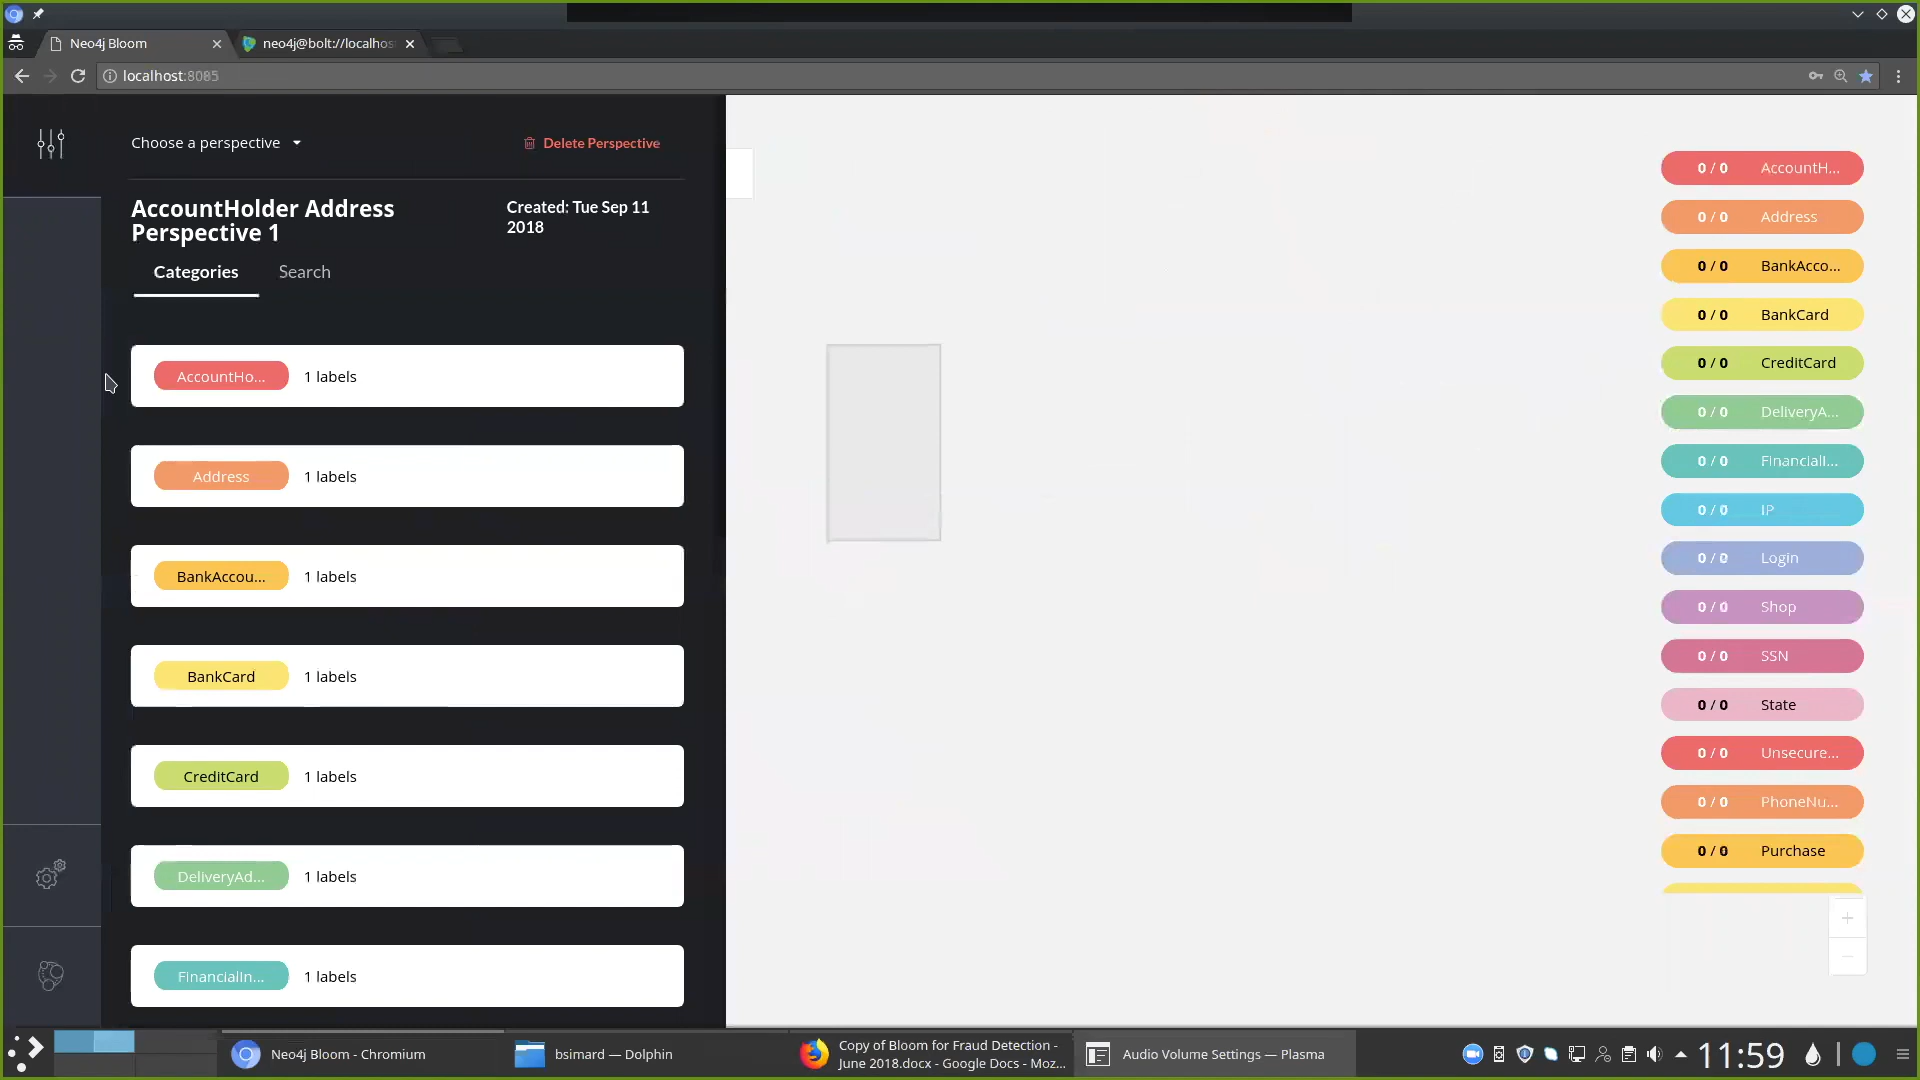 Neo4j Bloom
neo4j@bolt://localhos
localhost:8085
Choose a perspective
Delete Perspective
AccountHolder Address
Perspective 1
Created: Tue Sep 11
2018
Categories
Search
AccountHo... 1 labels
Address 1 labels
BankAccou... 1 labels
BankCard 1 labels
CreditCard 1 labels
DeliveryAd... 1 labels
FinancialIn... 1 labels
0 / 0 AccountH...
0 / 0 Address
0 / 0 BankAcco...
0 / 0 BankCard
0 / 0 CreditCard
0 / 0 DeliveryA...
0 / 0 FinancialI...
0 / 0 IP
0 / 0 Login
0 / 0 Shop
0 / 0 SSN
0 / 0 State
0 / 0 Unsecure...
0 / 0 PhoneNu...
0 / 0 Purchase
+
−
Neo4j Bloom - Chromium
bsimard — Dolphin
Copy of Bloom for Fraud Detection -
June 2018.docx - Google Docs - Moz...
Audio Volume Settings — Plasma
11:59